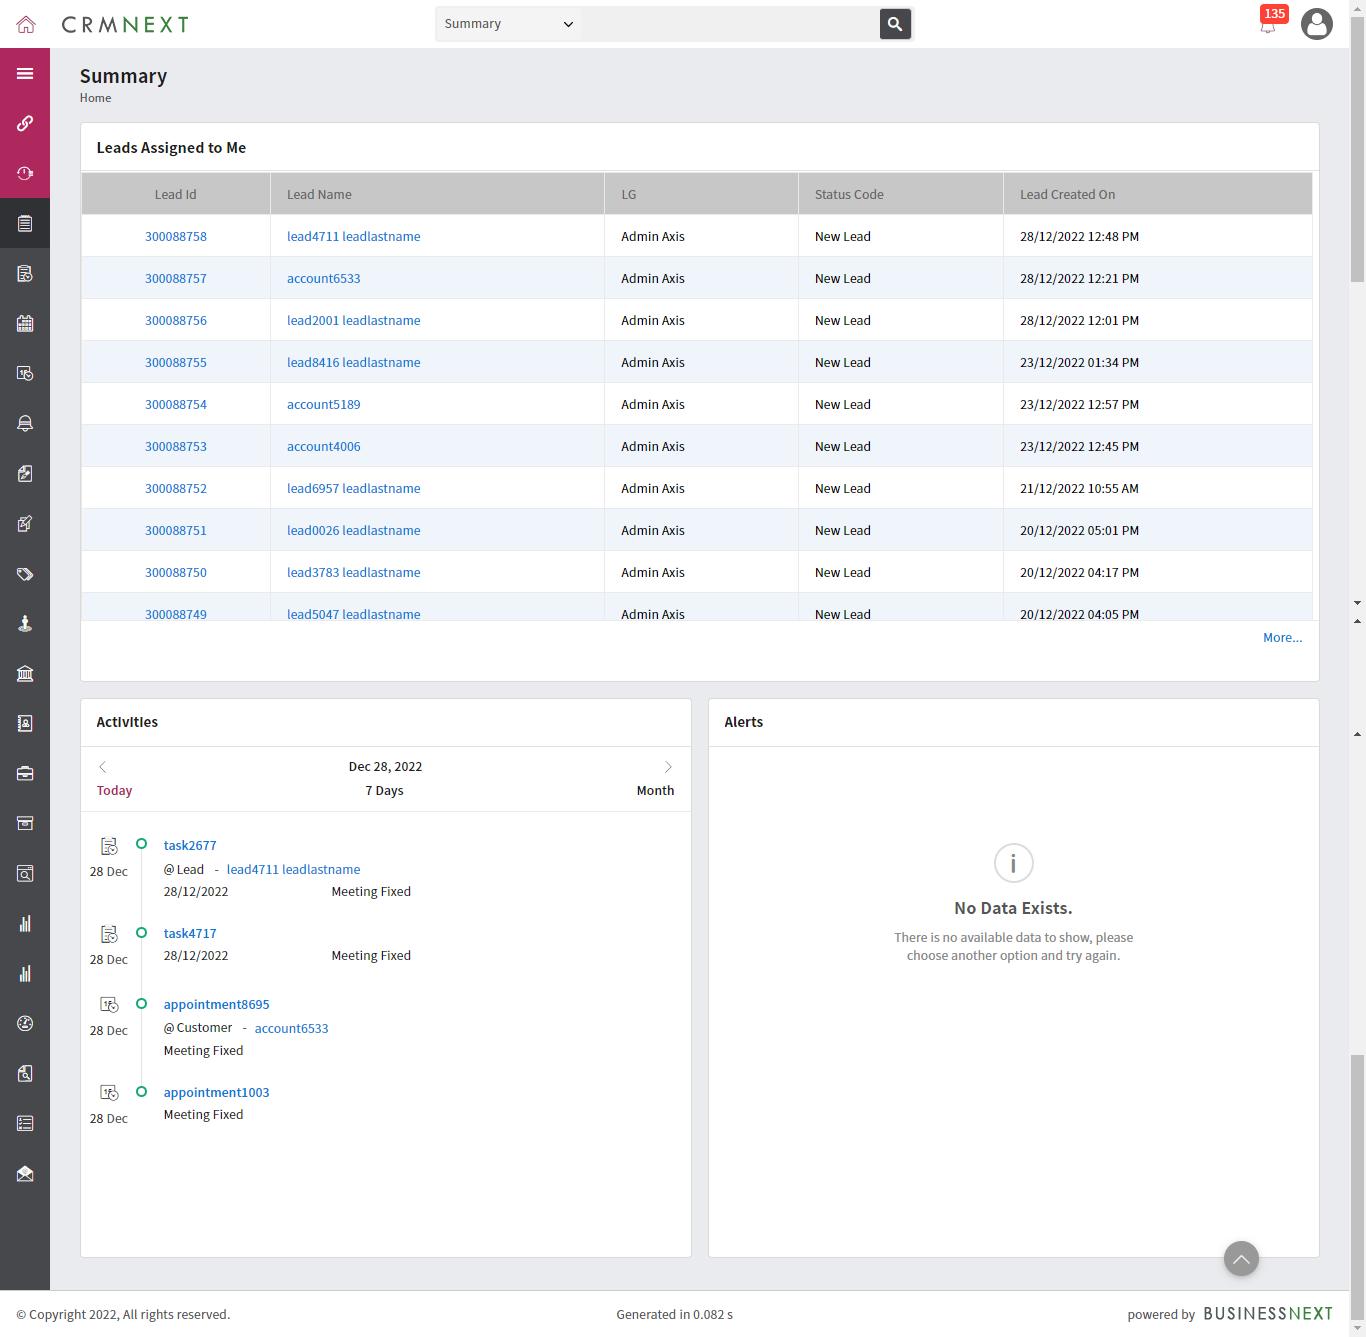 CRMNEXT
Summary
135
Summary
Home
Leads Assigned to Me
Lead Id Lead Name LG Status Code Lead Created On
300088758 lead4711 leadlastname Admin Axis New Lead 28/12/2022 12:48 PM
300088757 account6533 Admin Axis New Lead 28/12/2022 12:21 PM
300088756 lead2001 leadlastname Admin Axis New Lead 28/12/2022 12:01 PM
300088755 lead8416 leadlastname Admin Axis New Lead 23/12/2022 01:34 PM
300088754 account5189 Admin Axis New Lead 23/12/2022 12:57 PM
300088753 account4006 Admin Axis New Lead 23/12/2022 12:45 PM
300088752 lead6957 leadlastname Admin Axis New Lead 21/12/2022 10:55 AM
300088751 lead0026 leadlastname Admin Axis New Lead 20/12/2022 05:01 PM
300088750 lead3783 leadlastname Admin Axis New Lead 20/12/2022 04:17 PM
300088749 lead5047 leadlastname Admin Axis New Lead 20/12/2022 04:05 PM
More...
Activities
Dec 28, 2022
Today 7 Days Month
task2677
28 Dec @ Lead - lead4711 leadlastname
28/12/2022 Meeting Fixed
task4717
28 Dec 28/12/2022 Meeting Fixed
appointment8695
28 Dec @ Customer - account6533
Meeting Fixed
appointment1003
28 Dec Meeting Fixed
Alerts
No Data Exists.
There is no available data to show, please
choose another option and try again.
© Copyright 2022, All rights reserved. Generated in 0.082 s powered by BUSINESSNEXT